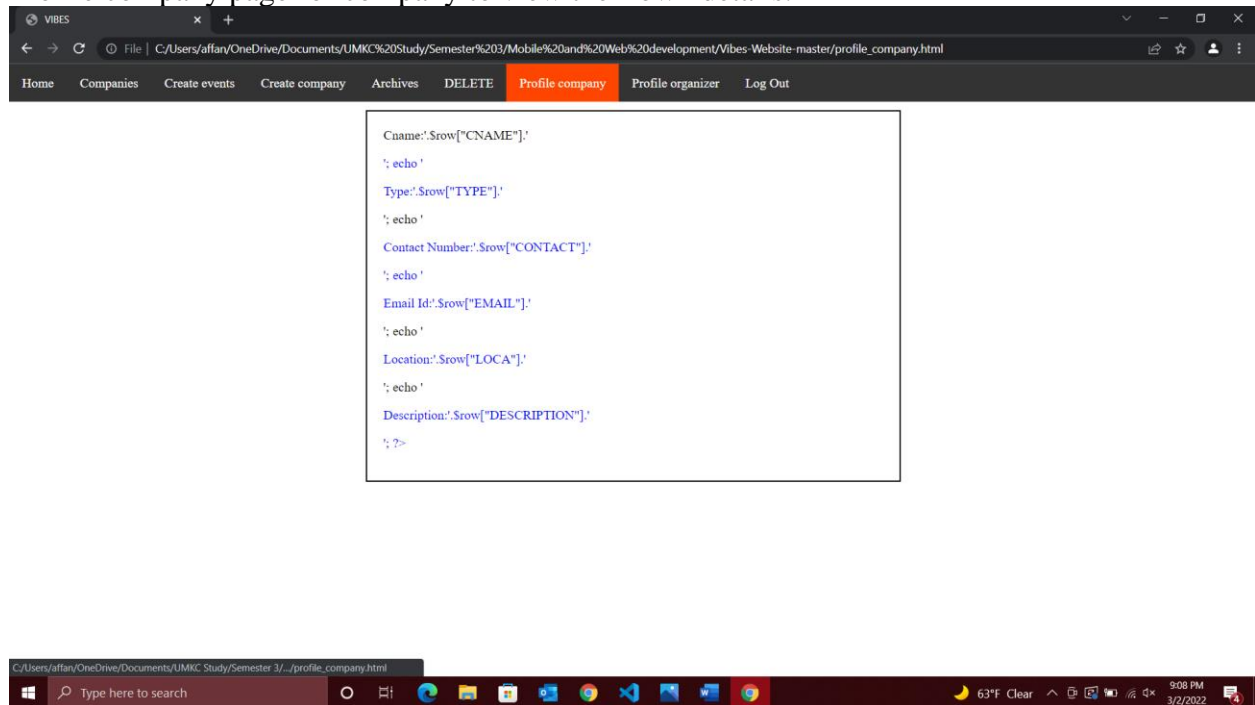 VIBES
File
C:/Users/affan/OneDrive/Documents/UMKC%20Study/Semester%203/Mobile%20and%20Web%20development/Vibes-Website-master/profile_company.html
Home Companies Create events Create company Archives DELETE Profile company Profile organizer Log Out
Cname:'.$row["CNAME"].'
'; echo '
Type:'.$row["TYPE"].'
'; echo '
Contact Number:'.$row["CONTACT"].'
'; echo '
Email Id:'.$row["EMAIL"].'
'; echo '
Location:'.$row["LOCA"].'
'; echo '
Description:'.$row["DESCRIPTION"].'
'; ?>
C:/Users/affan/OneDrive/Documents/UMKC Study/Semester 3/.../profile_company.html
Type here to search
63°F Clear
9:08 PM
3/2/2022
4